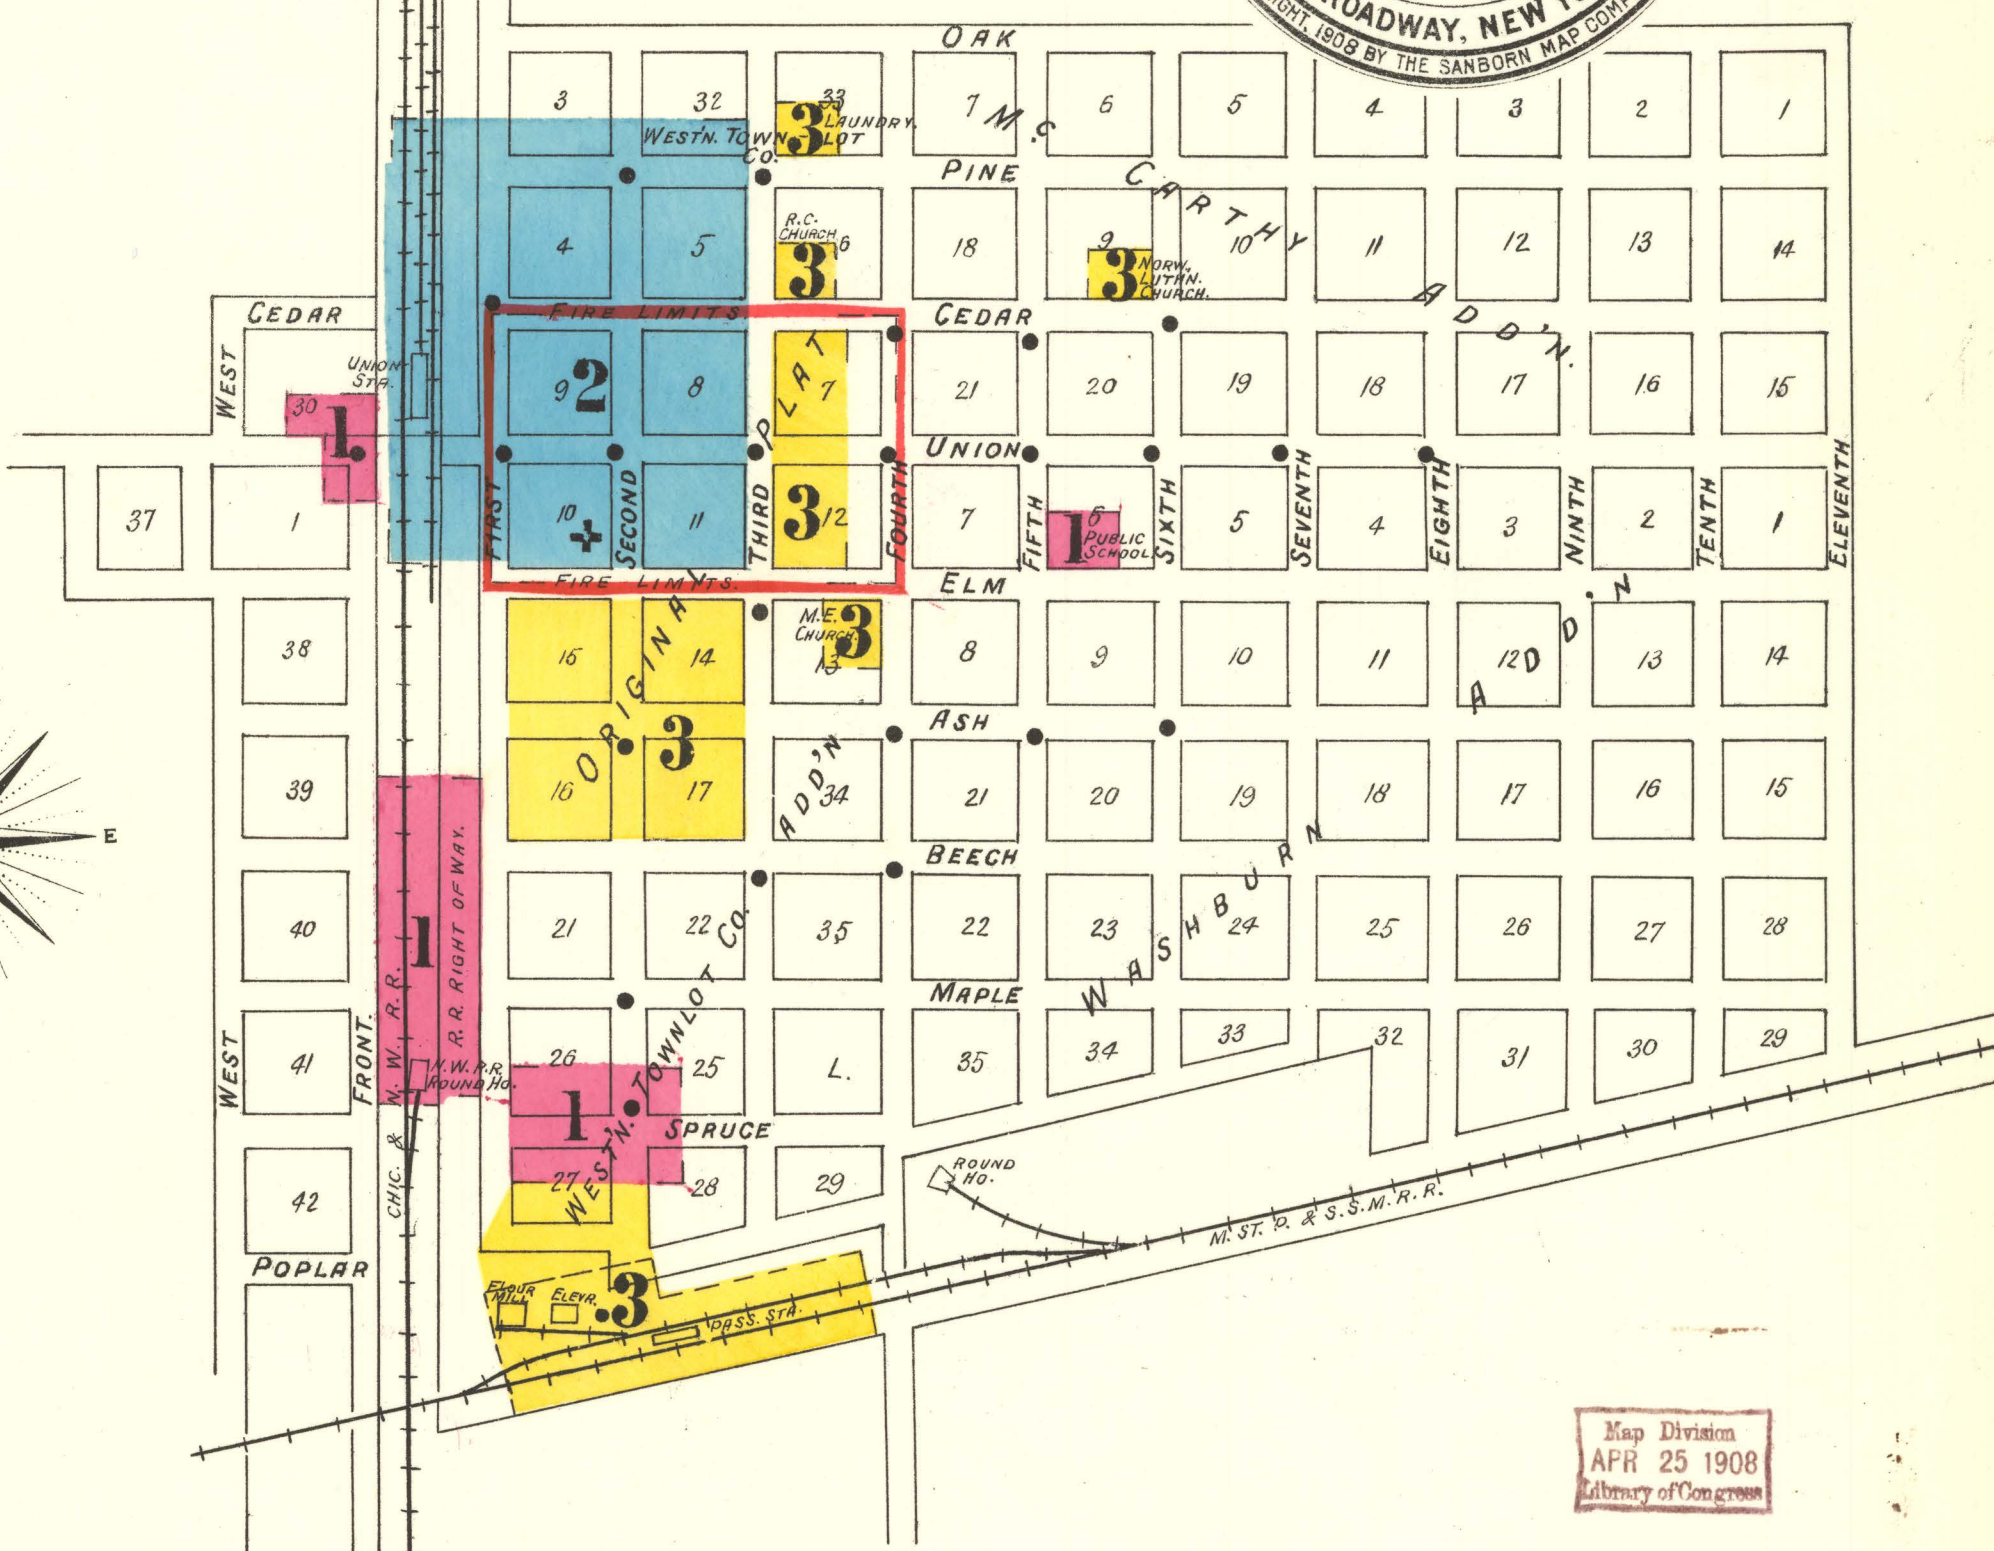 ROADWAY, NEW Y
IGHT, 1908 BY THE SANBORN MAP COMP
OAK
3
32
33
7
6
5
4
3
2
1
3 LAUNDRY.
WEST'N. TOWN-LOT
CO.
M.C. CARTHY ADD'N.
PINE
R.C.
CHURCH
6
3
4
5
18
9
10
11
12
13
14
3
NORW.
LUTHN.
CHURCH.
CEDAR
FIRE LIMITS.
CEDAR
WEST
UNION
STA.
30
1
9
2
8
7
21
20
19
18
17
16
15
ORIGINAL PLAT
UNION
37
1
10
11
3
12
7
6
1
PUBLIC
SCHOOL.
5
4
3
2
1
FIRST
SECOND
THIRD
FOURTH
FIFTH
SIXTH
SEVENTH
EIGHTH
NINTH
TENTH
ELEVENTH
FIRE LIMITS.
ELM
38
15
14
M.E.
CHURCH.
3
13
8
9
10
11
12
13
14
WASHBURN ADD'N
ASH
3
39
16
17
34
21
20
19
18
17
16
15
E
BEECH
40
1
21
22
35
22
23
24
25
26
27
28
WEST'N. TOWNLOT CO. ADD'N
R. R. RIGHT OF WAY.
MAPLE
WEST
41
FRONT.
CHIC. & N. W. R. R.
N.W.R.R.
ROUND HO.
26
25
L.
35
34
33
32
31
30
29
1
SPRUCE
42
27
28
29
ROUND
HO.
M. ST. P. & S.S.M.R.R.
POPLAR
FLOUR
MILL
ELEVR.
3
PASS. STA.
Map Division
APR 25 1908
Library of Congress